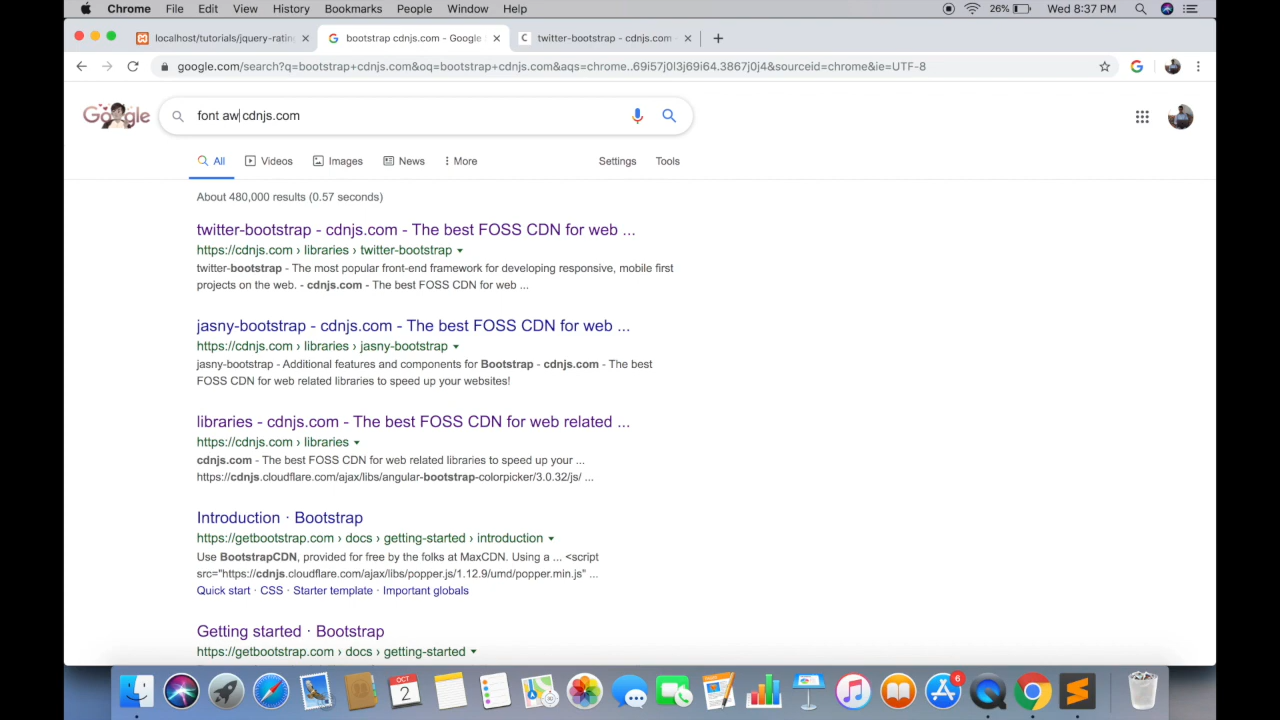 Chrome File Edit View History Bookmarks People Window Help 26% Wed 8:37 PM
localhost/tutorials/jquery-rating
bootstrap cdnjs.com - Google
twitter-bootstrap - cdnjs.com -
google.com/search?q=bootstrap+cdnjs.com&oq=bootstrap+cdnjs.com&aqs=chrome..69i57j0l3j69i64.3867j0j4&sourceid=chrome&ie=UTF-8
Google
font aw cdnjs.com
All Videos Images News More Settings Tools
About 480,000 results (0.57 seconds)
twitter-bootstrap - cdnjs.com - The best FOSS CDN for web ...
https://cdnjs.com › libraries › twitter-bootstrap
twitter-bootstrap - The most popular front-end framework for developing responsive, mobile first
projects on the web. - cdnjs.com - The best FOSS CDN for web ...
jasny-bootstrap - cdnjs.com - The best FOSS CDN for web ...
https://cdnjs.com › libraries › jasny-bootstrap
jasny-bootstrap - Additional features and components for Bootstrap - cdnjs.com - The best
FOSS CDN for web related libraries to speed up your websites!
libraries - cdnjs.com - The best FOSS CDN for web related ...
https://cdnjs.com › libraries
cdnjs.com - The best FOSS CDN for web related libraries to speed up your ...
https://cdnjs.cloudflare.com/ajax/libs/angular-bootstrap-colorpicker/3.0.32/js/ ...
Introduction · Bootstrap
https://getbootstrap.com › docs › getting-started › introduction
Use BootstrapCDN, provided for free by the folks at MaxCDN. Using a ... <script
src="https://cdnjs.cloudflare.com/ajax/libs/popper.js/1.12.9/umd/popper.min.js" ...
Quick start · CSS · Starter template · Important globals
Getting started · Bootstrap
https://getbootstrap.com › docs › getting-started
OCT
2
6